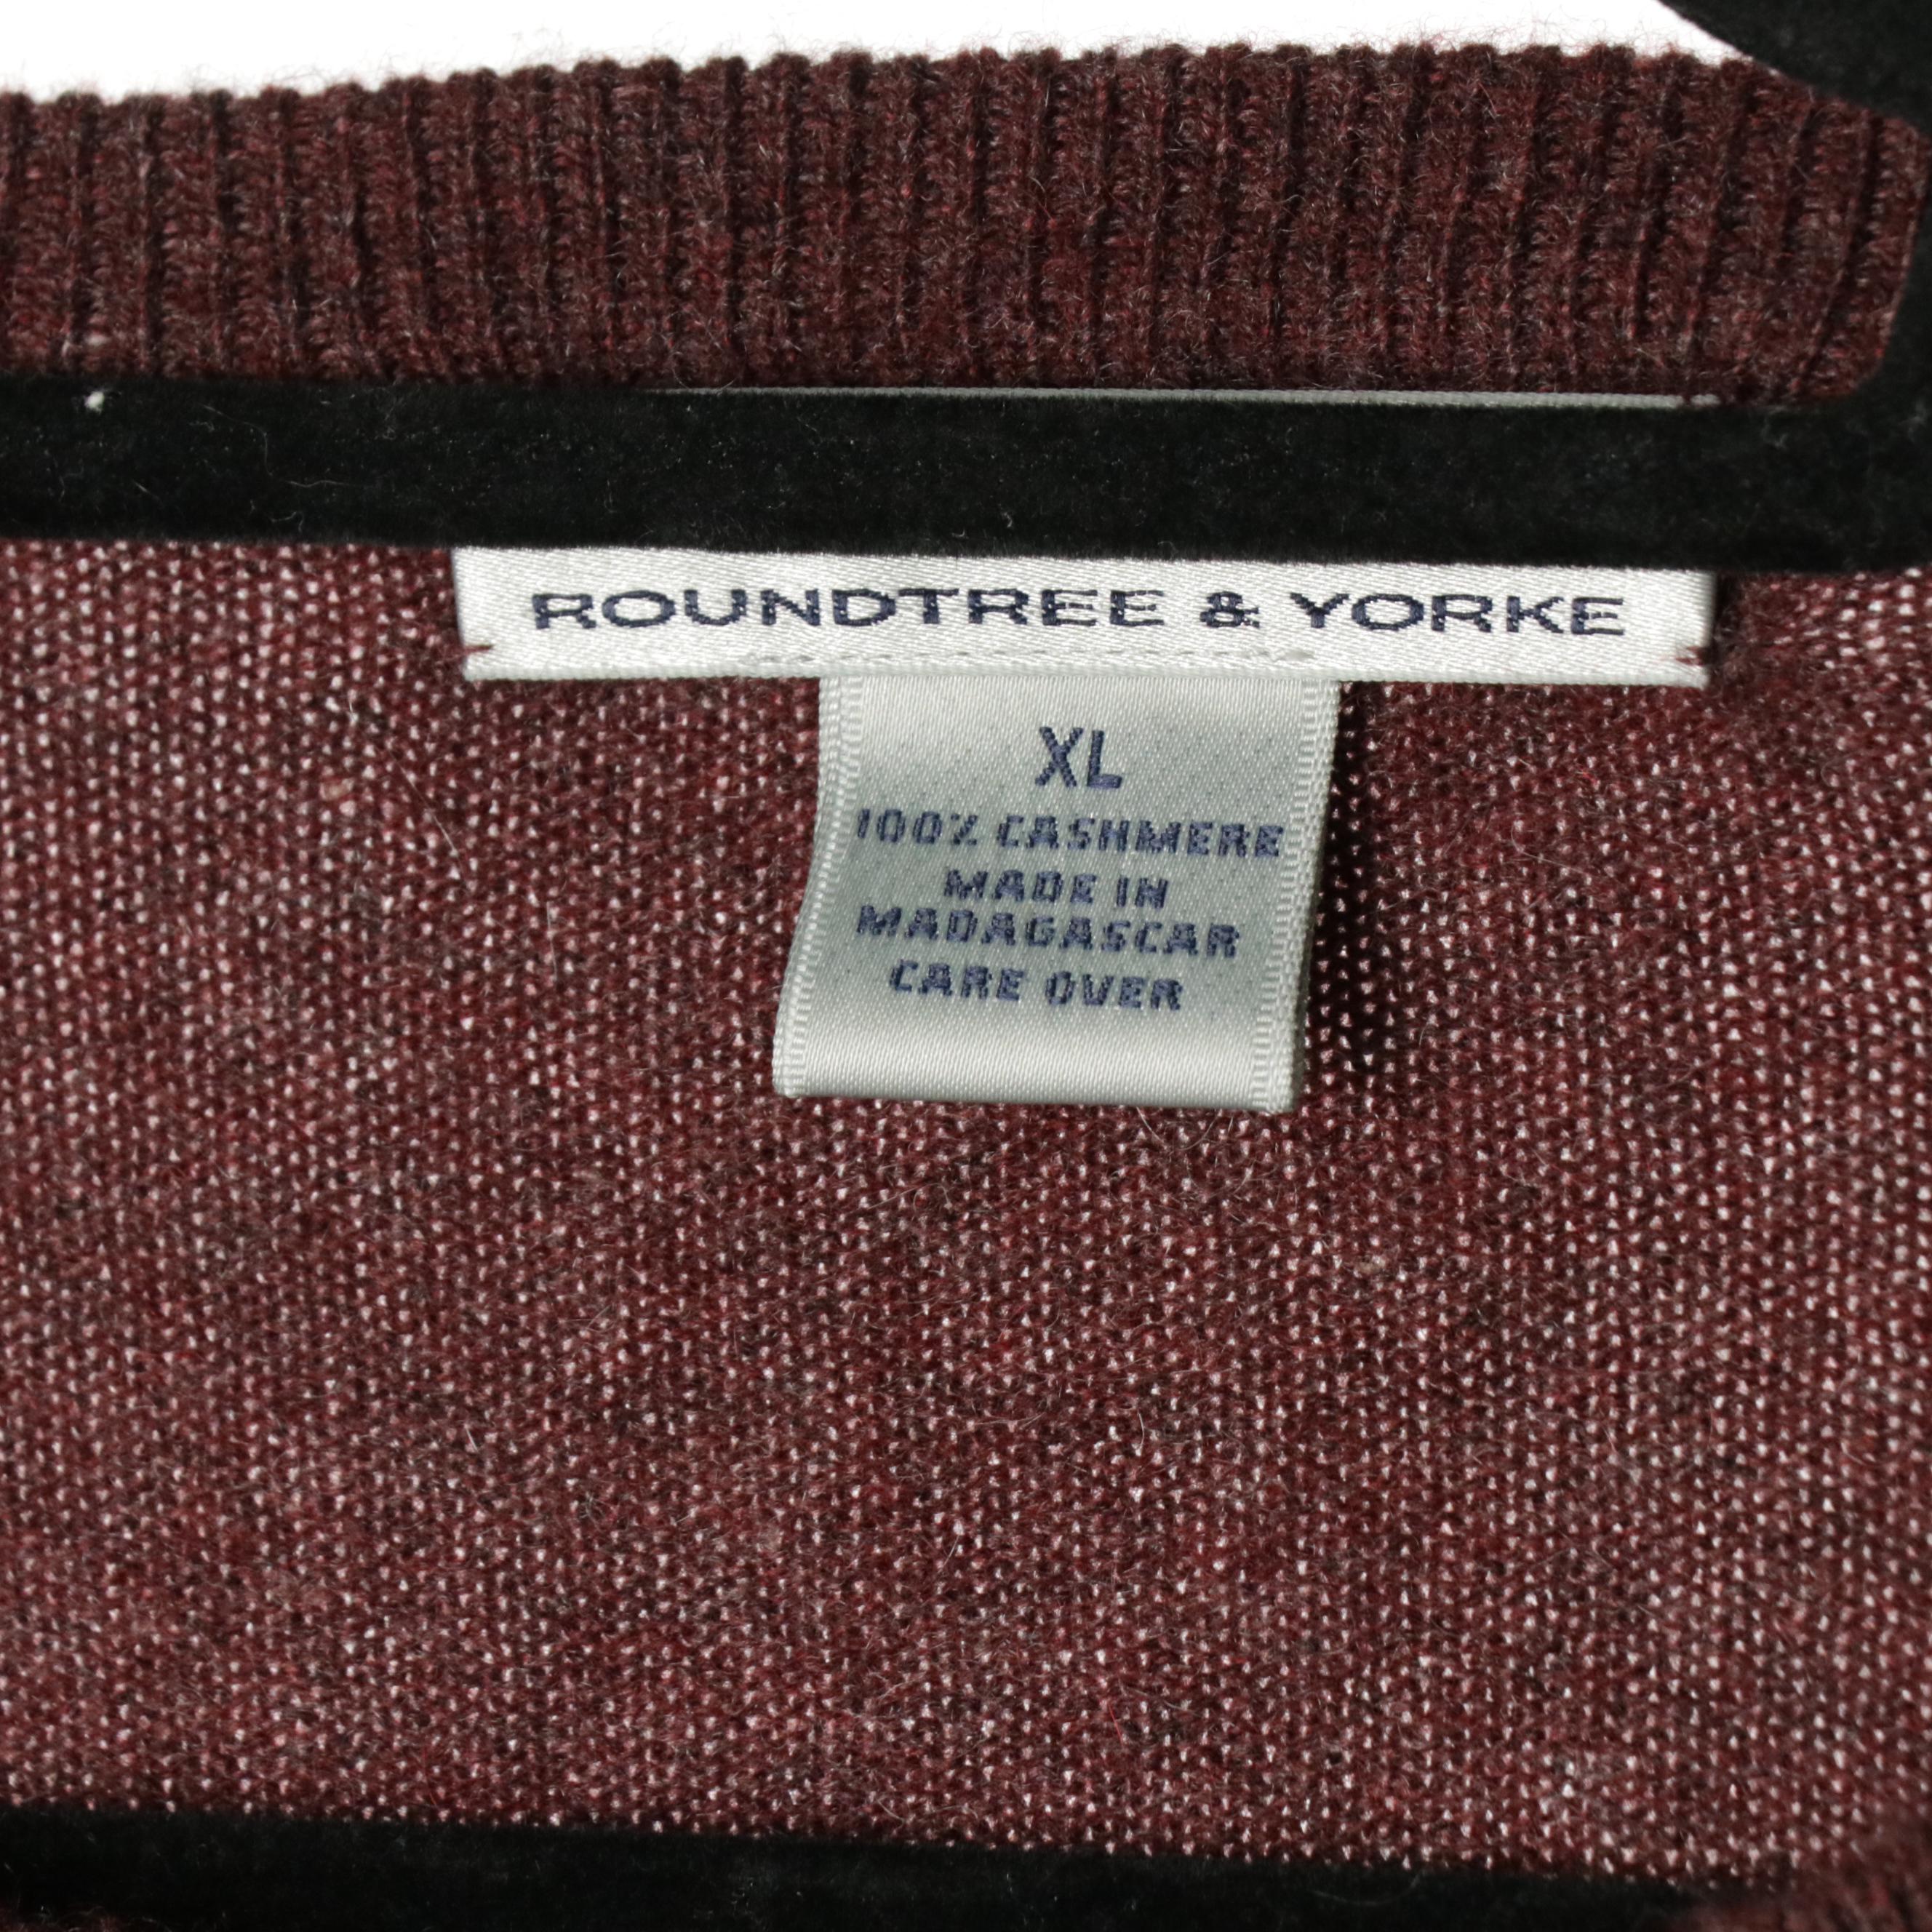 ROUNDTREE & YORKE
XL
100% CASHMERE
MADE IN
MADAGASCAR
CARE OVER